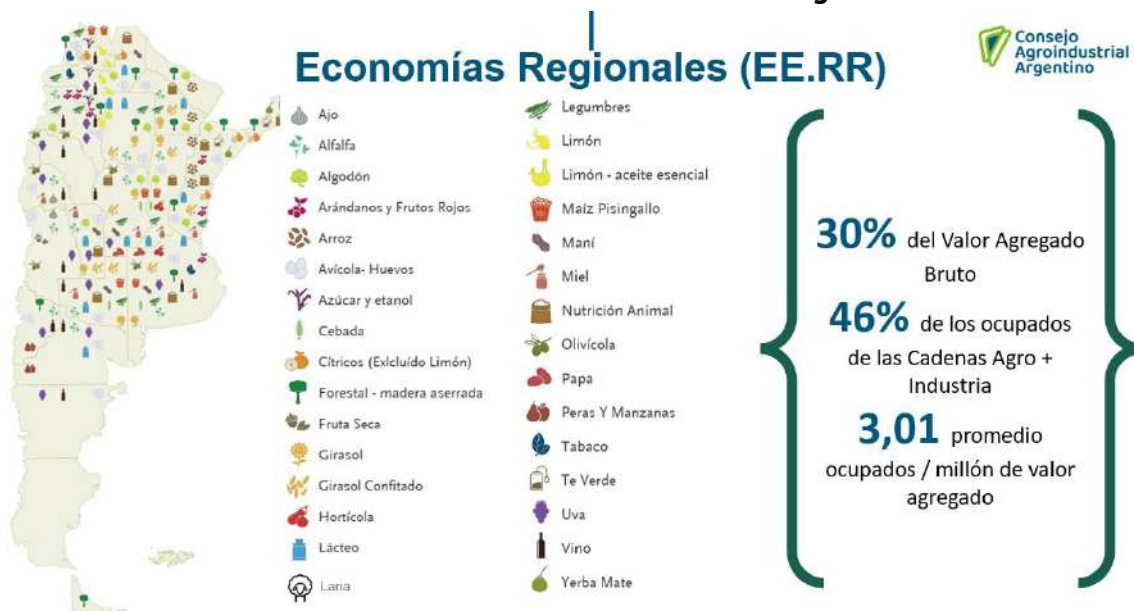 Economías Regionales (EE.RR)
Consejo
Agroindustrial
Argentino
Ajo
Alfalfa
Algodón
Arándanos y Frutos Rojos
Arroz
Avícola- Huevos
Azúcar y etanol
Cebada
Cítricos (Exlcluído Limón)
Forestal - madera aserrada
Fruta Seca
Girasol
Girasol Confitado
Hortícola
Lácteo
Lana
Legumbres
Limón
Limón - aceite esencial
Maíz Pisingallo
Maní
Miel
Nutrición Animal
Olivícola
Papa
Peras Y Manzanas
Tabaco
Te Verde
Uva
Vino
Yerba Mate
30% del Valor Agregado
Bruto
46% de los ocupados
de las Cadenas Agro +
Industria
3,01 promedio
ocupados / millón de valor
agregado